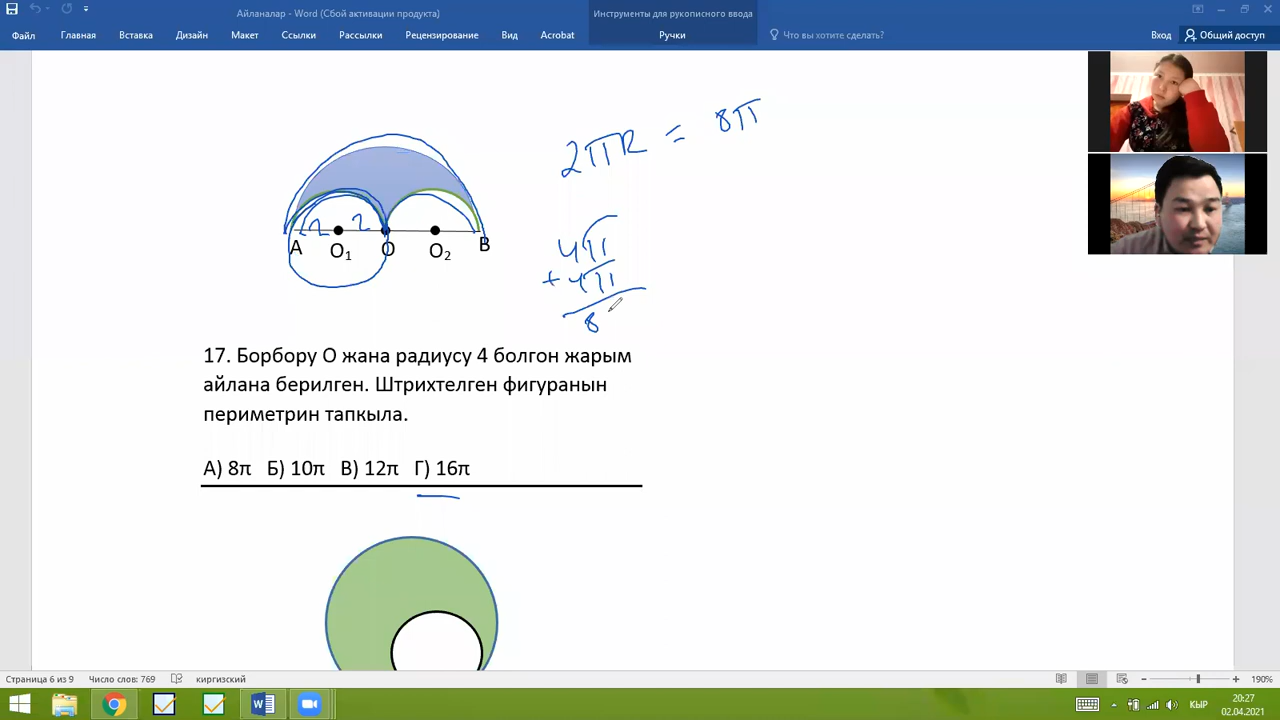 Айланалар - Word (Сбой активации продукта)
Инструменты для рукописного ввода
Файл Главная Вставка Дизайн Макет Ссылки Рассылки Рецензирование Вид Acrobat Ручки Что вы хотите сделать? Вход Общий доступ
2πR = 8π
2 2
A O1 O O2 B
4π
+ 4π
8
17. Борбору О жана радиусу 4 болгон жарым
айлана берилген. Штрихтелген фигуранын
периметрин тапкыла.
А) 8π Б) 10π В) 12π Г) 16π
Страница 6 из 9 Число слов: 769 киргизский 190%
КЫР
20:27
02.04.2021